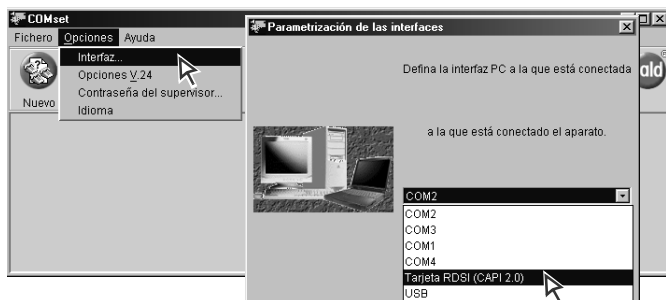 COMset
Fichero Opciones Ayuda
Interfaz...
Opciones V.24
Contraseña del supervisor...
Idioma
Nuevo
ald
Parametrización de las interfaces
Defina la interfaz PC a la que está conectada
a la que está conectado el aparato.
COM2
COM2
COM3
COM1
COM4
Tarjeta RDSI (CAPI 2.0)
USB